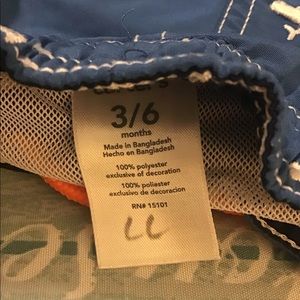 3/6
months
Made in Bangladesh
Hecho en Bangladesh
100% polyester
exclusive of decoration
100% poliester
exclusivo de decoracion
RN# 15101
LL